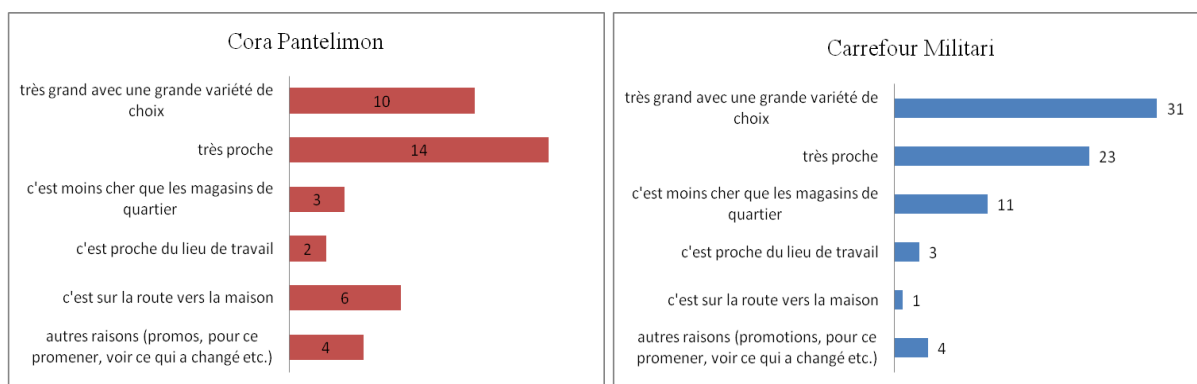 Cora Pantelimon
très grand avec une grande variété de
choix
10
très proche
14
c'est moins cher que les magasins de
quartier
3
c'est proche du lieu de travail
2
c'est sur la route vers la maison
6
autres raisons (promos, pour ce
promener, voir ce qui a changé etc.)
4
Carrefour Militari
très grand avec une grande variété de
choix
31
très proche
23
c'est moins cher que les magasins de
quartier
11
c'est proche du lieu de travail
3
c'est sur la route vers la maison
1
autres raisons (promotions, pour ce
promener, voir ce qui a changé etc.)
4